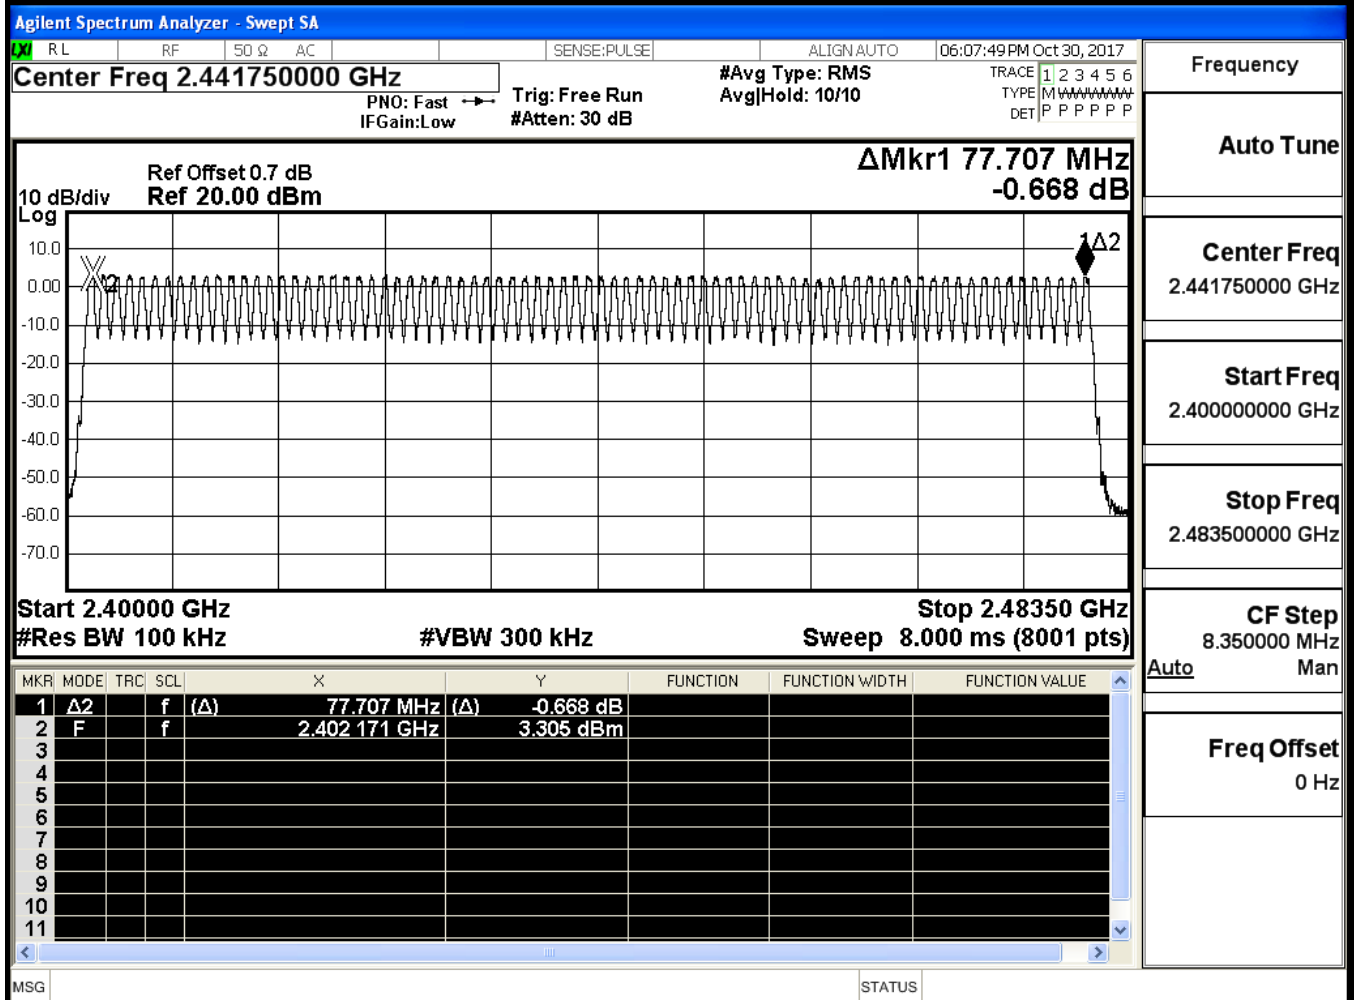 Agilent Spectrum Analyzer - Swept SA
LXI RL RF 50 Ω AC SENSE:PULSE ALIGN AUTO 06:07:49 PM Oct 30, 2017
Center Freq 2.441750000 GHz
PNO: Fast
IFGain:Low
Trig: Free Run
#Atten: 30 dB
#Avg Type: RMS
Avg|Hold: 10/10
TRACE 1 2 3 4 5 6
TYPE M WWWWW
DET P P P P P P
Ref Offset 0.7 dB
10 dB/div Ref 20.00 dBm
Log
ΔMkr1 77.707 MHz
-0.668 dB
10.0
0.00
-10.0
-20.0
-30.0
-40.0
-50.0
-60.0
-70.0
2
1Δ2
Start 2.40000 GHz Stop 2.48350 GHz
#Res BW 100 kHz #VBW 300 kHz Sweep 8.000 ms (8001 pts)
MKR MODE TRC SCL X Y FUNCTION FUNCTION WIDTH FUNCTION VALUE
1 Δ2 f (Δ) 77.707 MHz (Δ) -0.668 dB
2 F f 2.402 171 GHz 3.305 dBm
3
4
5
6
7
8
9
10
11
MSG STATUS
Frequency
Auto Tune
Center Freq
2.441750000 GHz
Start Freq
2.400000000 GHz
Stop Freq
2.483500000 GHz
CF Step
8.350000 MHz
Auto Man
Freq Offset
0 Hz